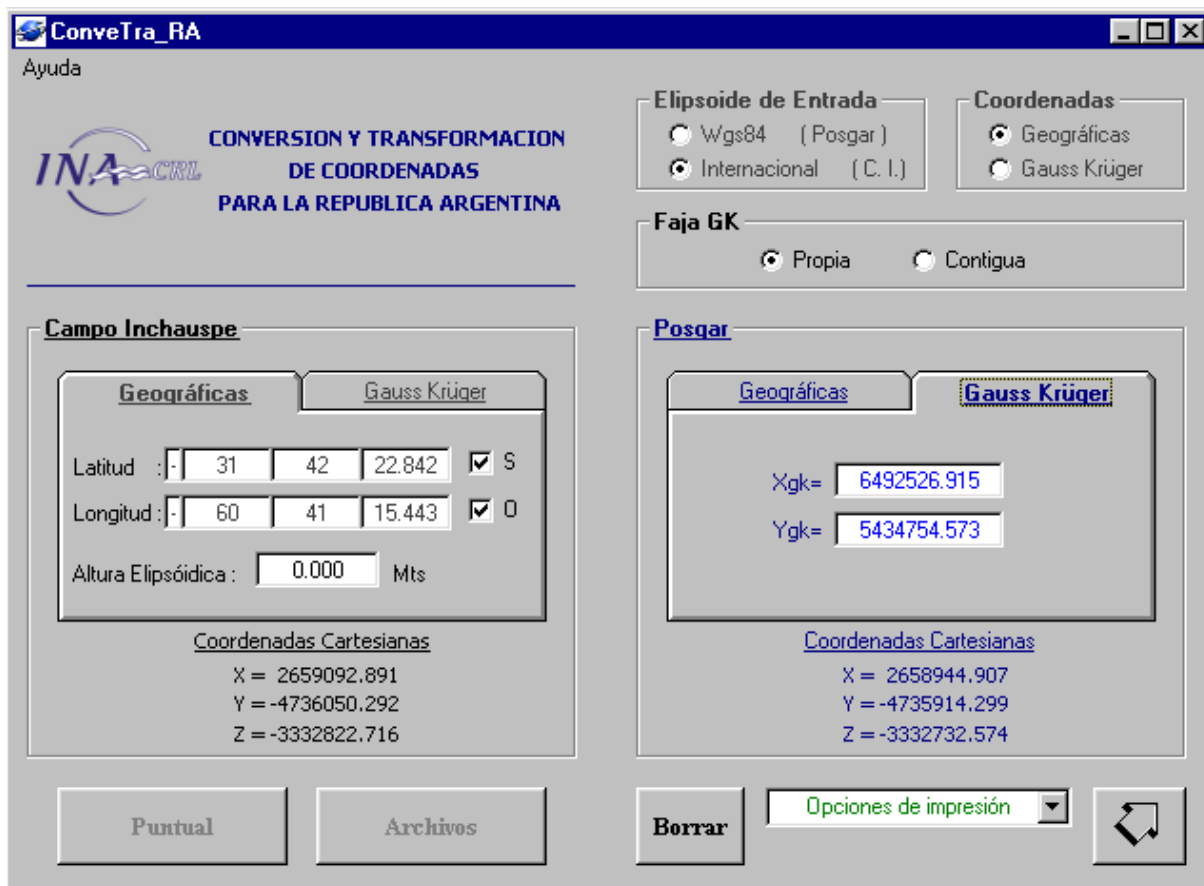 ConveTra_RA
Ayuda
INA CRL
CONVERSION Y TRANSFORMACION
DE COORDENADAS
PARA LA REPUBLICA ARGENTINA
Elipsoide de Entrada
Wgs84 ( Posgar )
Internacional ( C. I.)
Coordenadas
Geográficas
Gauss Krüger
Faja GK
Propia Contigua
Campo Inchauspe
Geográficas Gauss Krüger
Latitud : - 31 42 22.842 S
Longitud : - 60 41 15.443 O
Altura Elipsóidica : 0.000 Mts
Coordenadas Cartesianas
X = 2659092.891
Y = -4736050.292
Z = -3332822.716
Posgar
Geográficas Gauss Krüger
Xgk= 6492526.915
Ygk= 5434754.573
Coordenadas Cartesianas
X = 2658944.907
Y = -4735914.299
Z = -3332732.574
Puntual Archivos Borrar Opciones de impresión